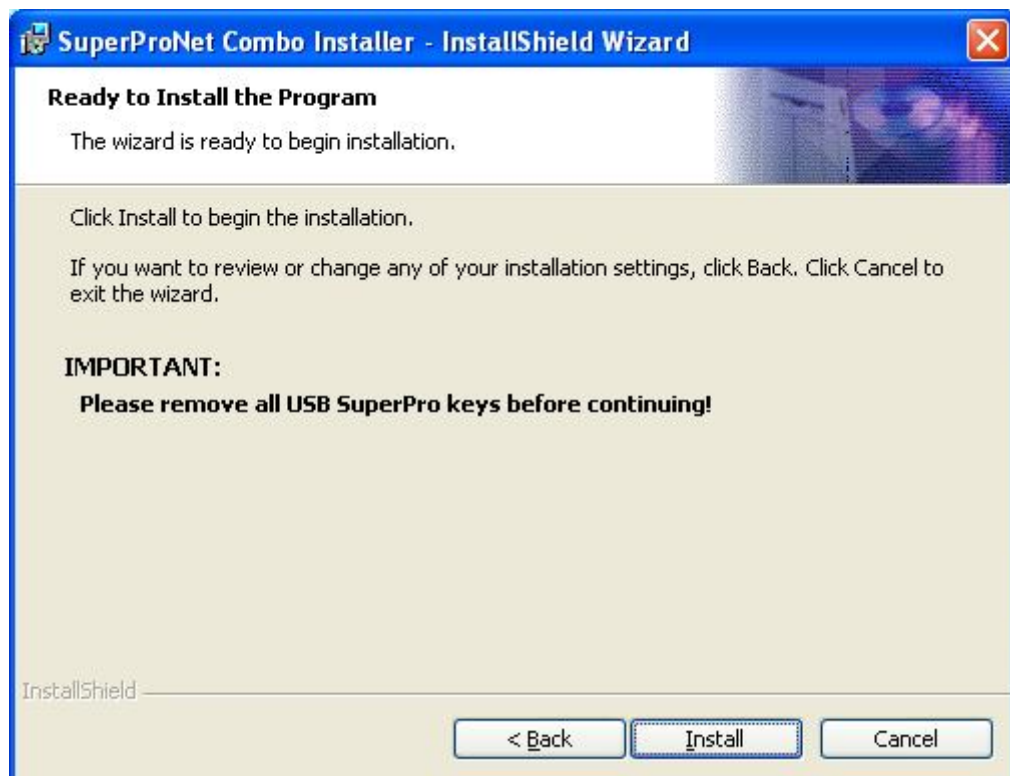 SuperProNet Combo Installer - InstallShield Wizard
Ready to Install the Program
The wizard is ready to begin installation.
Click Install to begin the installation.
If you want to review or change any of your installation settings, click Back. Click Cancel to
exit the wizard.
IMPORTANT:
Please remove all USB SuperPro keys before continuing!
InstallShield
< Back
Install
Cancel